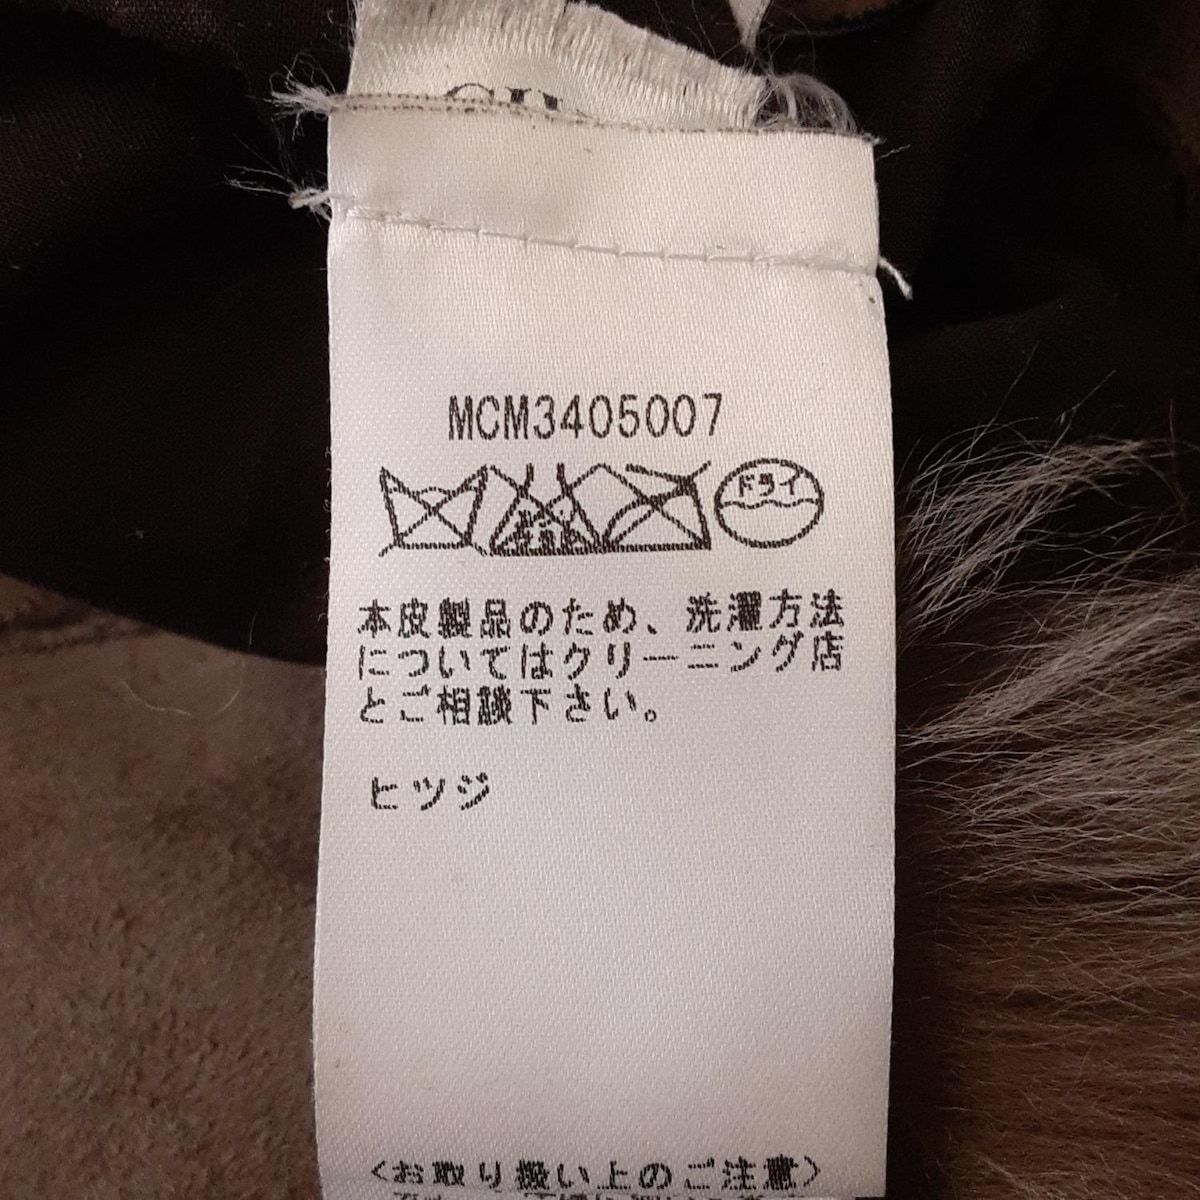 MCM3405007
ドライ
本皮製品のため、洗濯方法
についてはクリーニング店
とご相談下さい。
ヒツジ
<お取り扱い上のご注意>